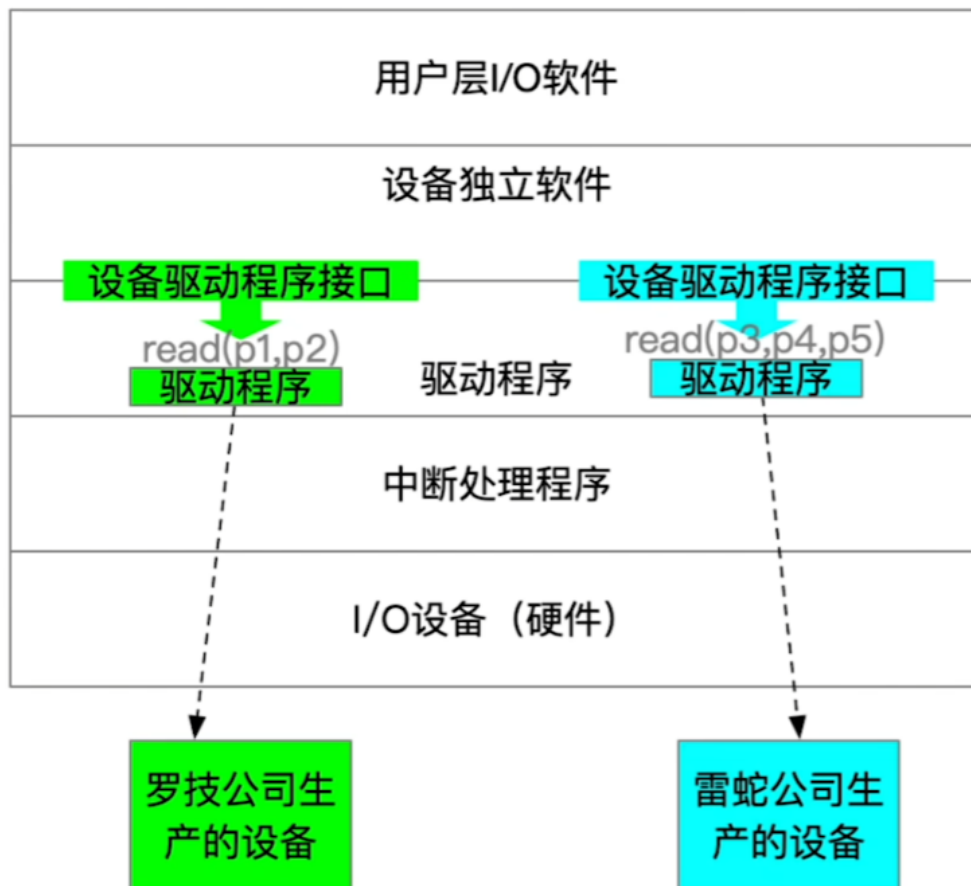 用户层I/O软件
设备独立软件
设备驱动程序接口
设备驱动程序接口
read(p1,p2)
read(p3,p4,p5)
驱动程序
驱动程序
驱动程序
中断处理程序
I/O设备（硬件）
罗技公司生
产的设备
雷蛇公司生
产的设备